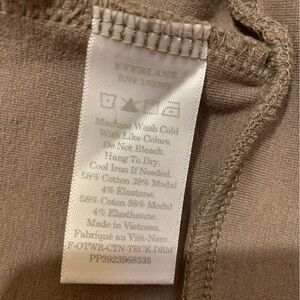 EVERLANE
Machine Wash Cold
With Like Colors.
Do Not Bleach.
Hang To Dry.
Cool Iron If Needed.
58% Cotton 38% Modal
4% Elastane.
58% Coton 38% Modal
4% Elasthanne.
Made in Vietnam.
Fabriqué au Viêt-Nam
F-OTWR-CTN-TRCK-DRM
PP3923968335